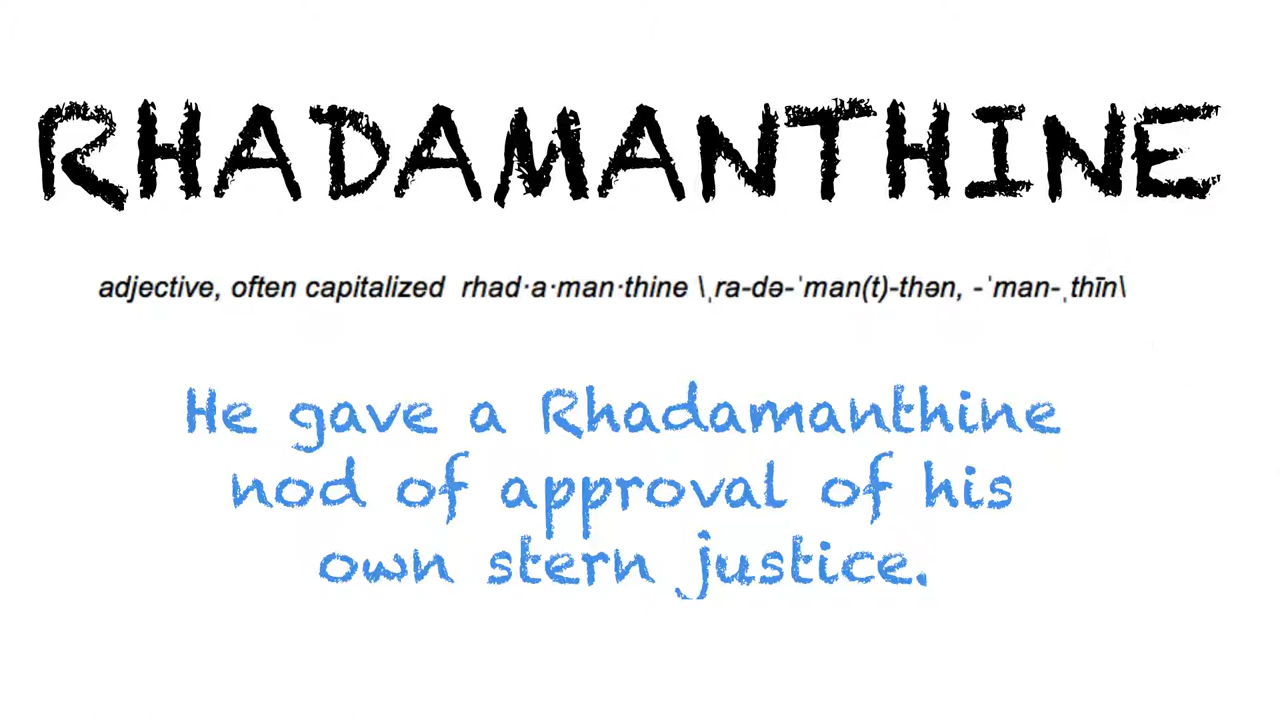 RHADAMANTHINE
adjective, often capitalized rhad·a·man·thine \ˌra-də-ˈman(t)-thən, -ˈman-ˌthīn\
He gave a Rhadamanthine
nod of approval of his
own stern justice.